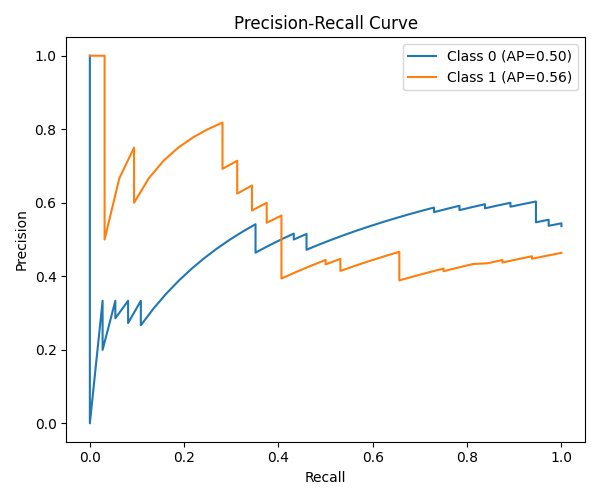 Precision-Recall Curve
Class 0 (AP=0.50)
Class 1 (AP=0.56)
Precision
1.0
0.8
0.6
0.4
0.2
0.0
0.0 0.2 0.4 0.6 0.8 1.0
Recall